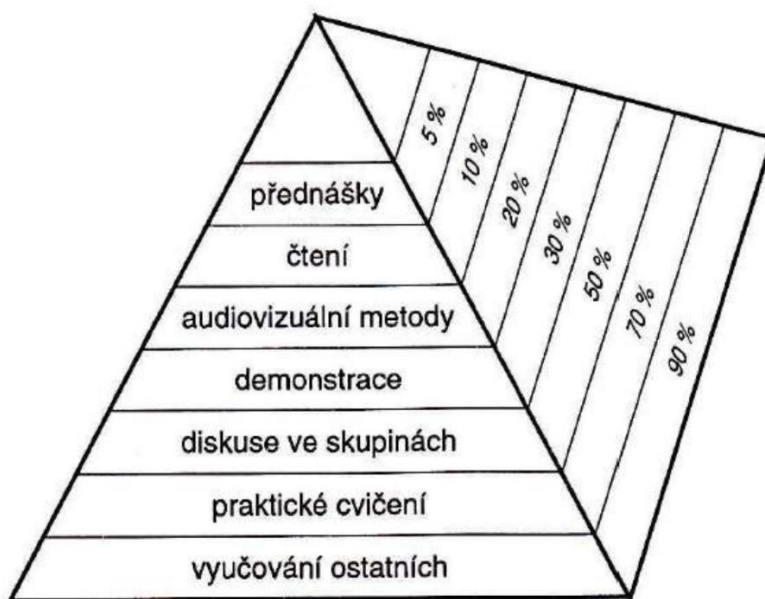 přednášky
čtení
audiovizuální metody
demonstrace
diskuse ve skupinách
praktické cvičení
vyučování ostatních
5 %
10 %
20 %
30 %
50 %
70 %
90 %